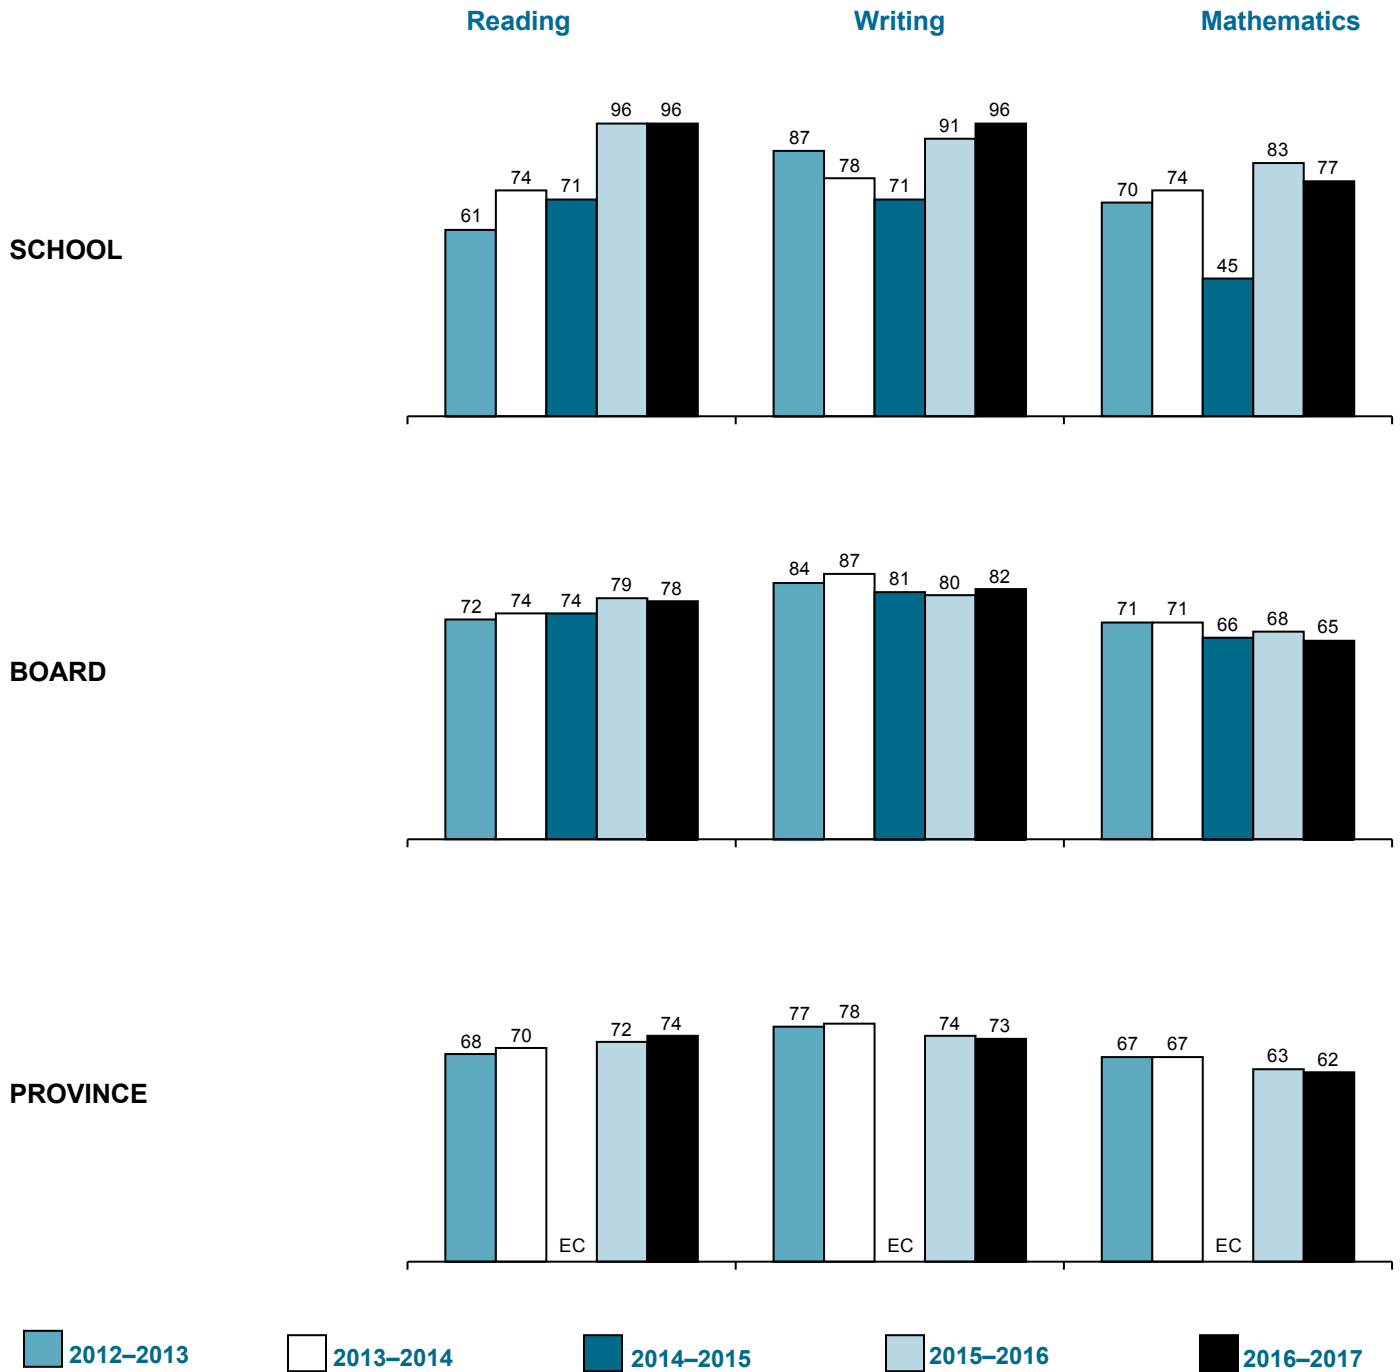 Reading Writing Mathematics
SCHOOL
61 74 71 96 96
87 78 71 91 96
70 74 45 83 77
BOARD
72 74 74 79 78
84 87 81 80 82
71 71 66 68 65
PROVINCE
68 70 EC 72 74
77 78 EC 74 73
67 67 EC 63 62
2012–2013 2013–2014 2014–2015 2015–2016 2016–2017